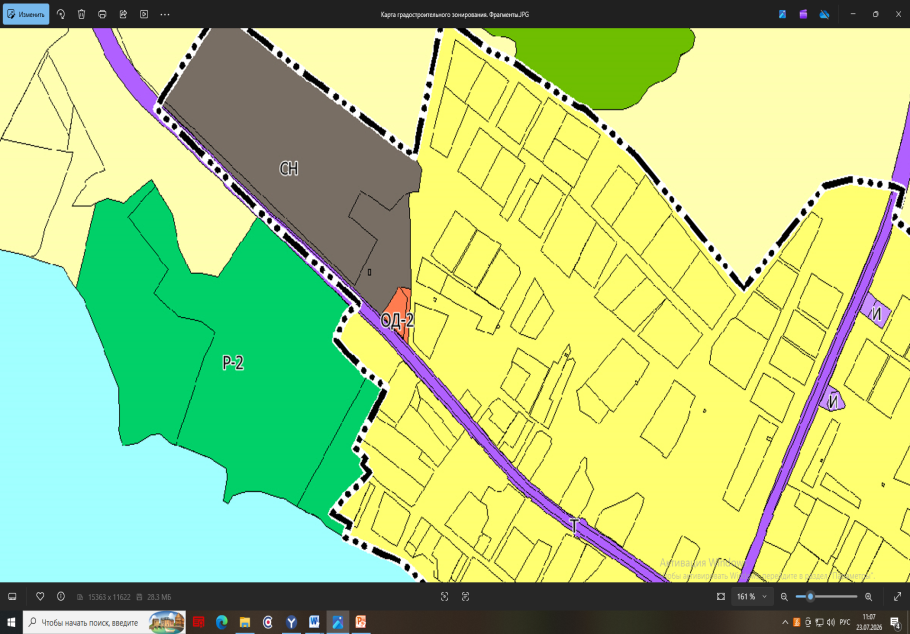 Изменить
Карта градостроительного зонирования. Фрагменты.JPG
СН
ОД-2
И
Р-2
И
Т
Активация Windows
15363 x 11622
28.3 МБ
161 %
Чтобы начать поиск, введите
РУС
11:07
23.07.2026
4